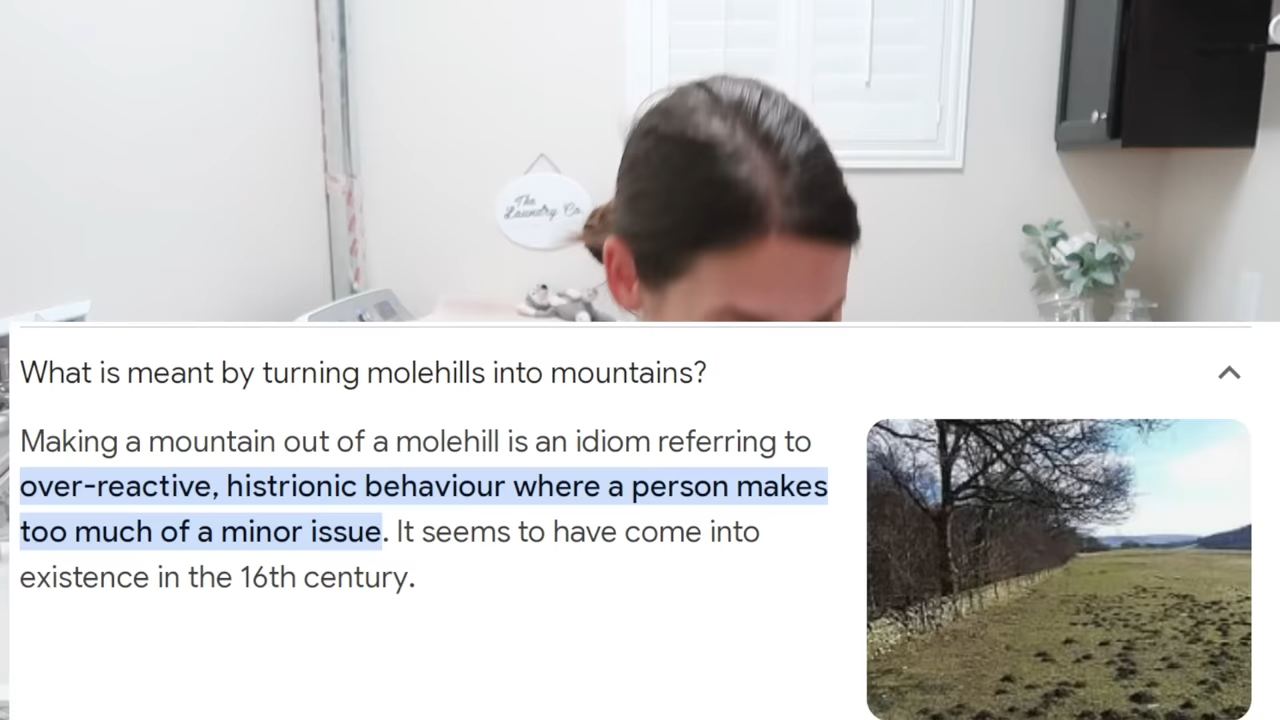 The
Laundry Co.
What is meant by turning molehills into mountains?
Making a mountain out of a molehill is an idiom referring to
over-reactive, histrionic behaviour where a person makes
too much of a minor issue. It seems to have come into
existence in the 16th century.